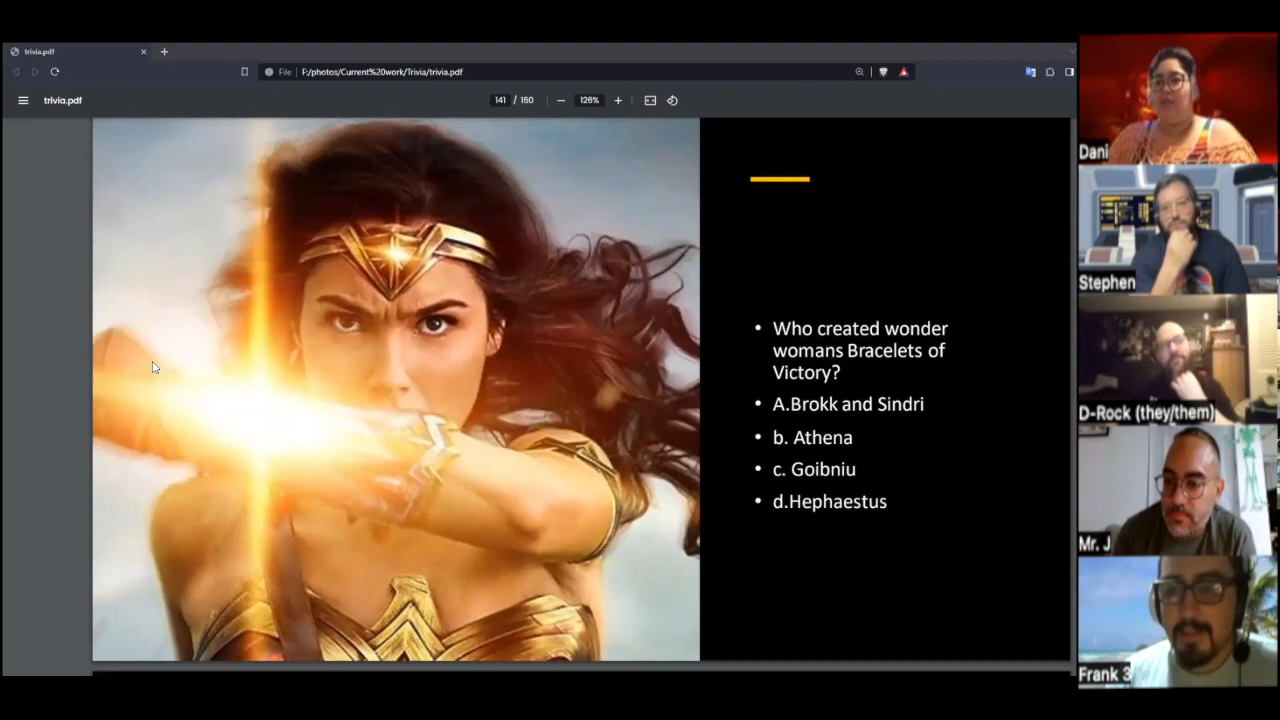 trivia.pdf
File | F:/photos/Current%20work/Trivia/trivia.pdf
trivia.pdf
141 / 150
126%
• Who created wonder
womans Bracelets of
Victory?
• A.Brokk and Sindri
• b. Athena
• c. Goibniu
• d.Hephaestus
Dani
Stephen
D-Rock (they/them)
Mr. J
Frank 3